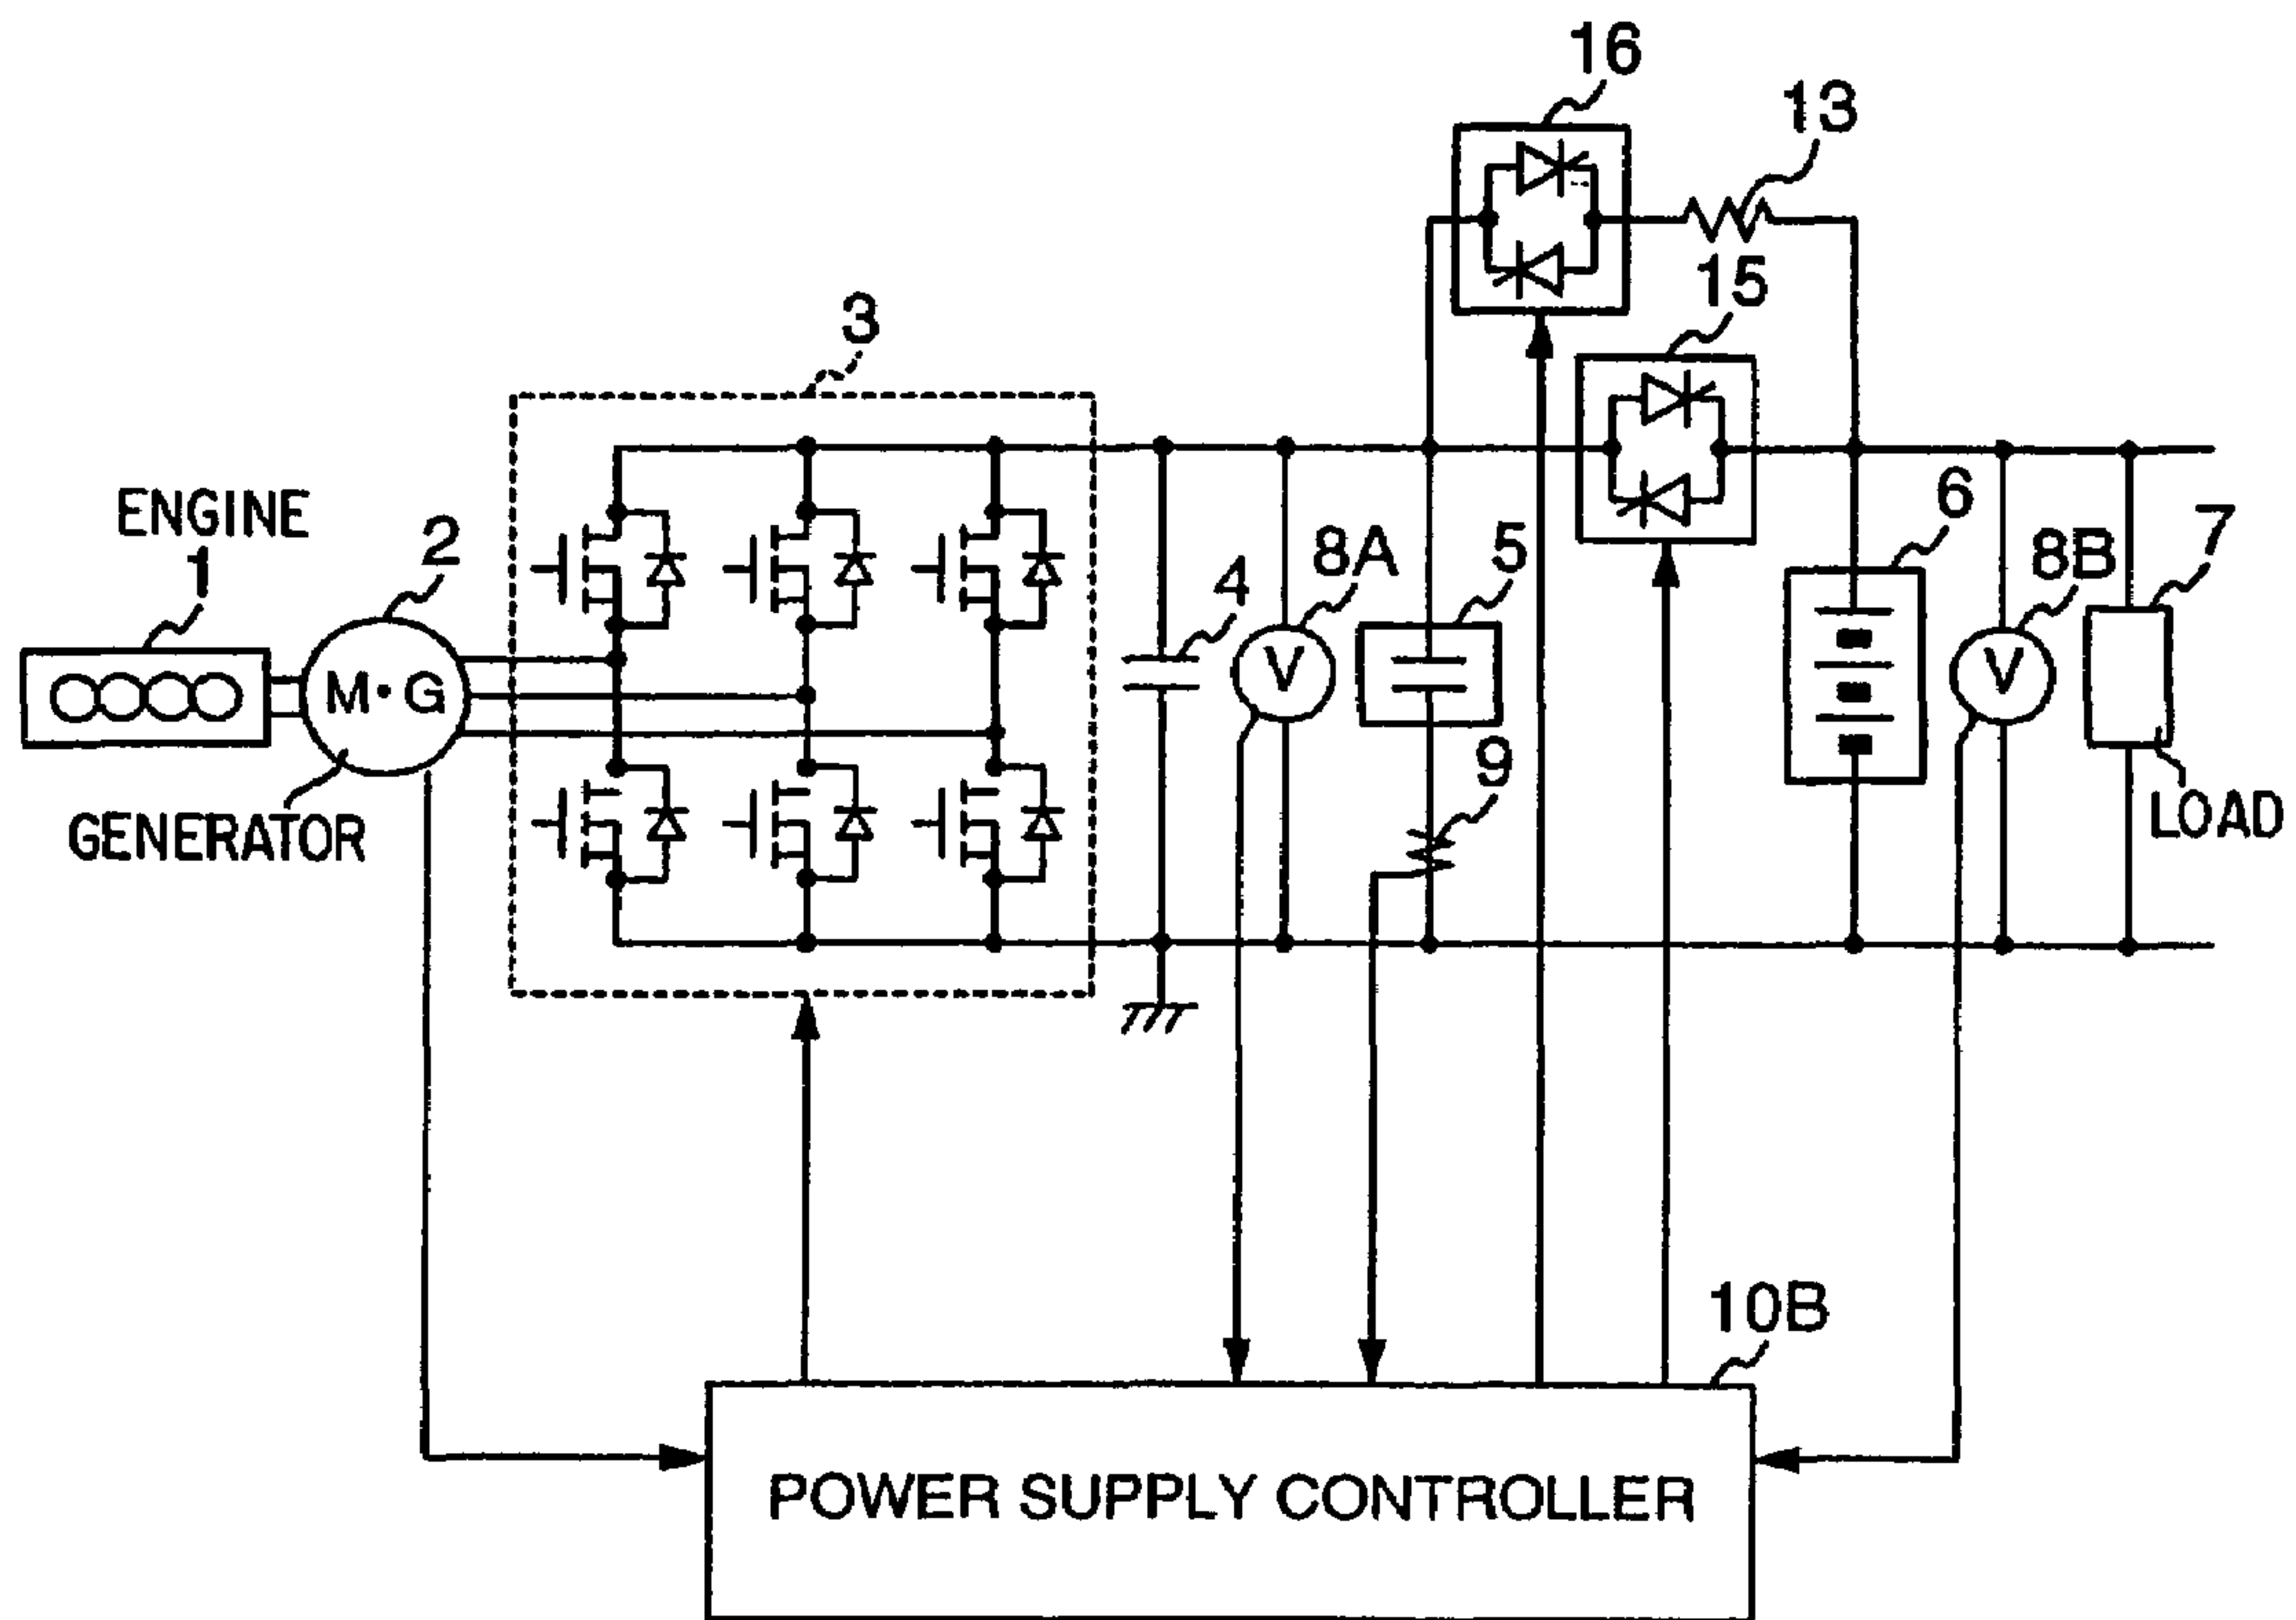 16
13
15
3
ENGINE
1
2
6
8B
7
5
8A
4
M·G
V
V
9
GENERATOR
LOAD
10B
POWER SUPPLY CONTROLLER